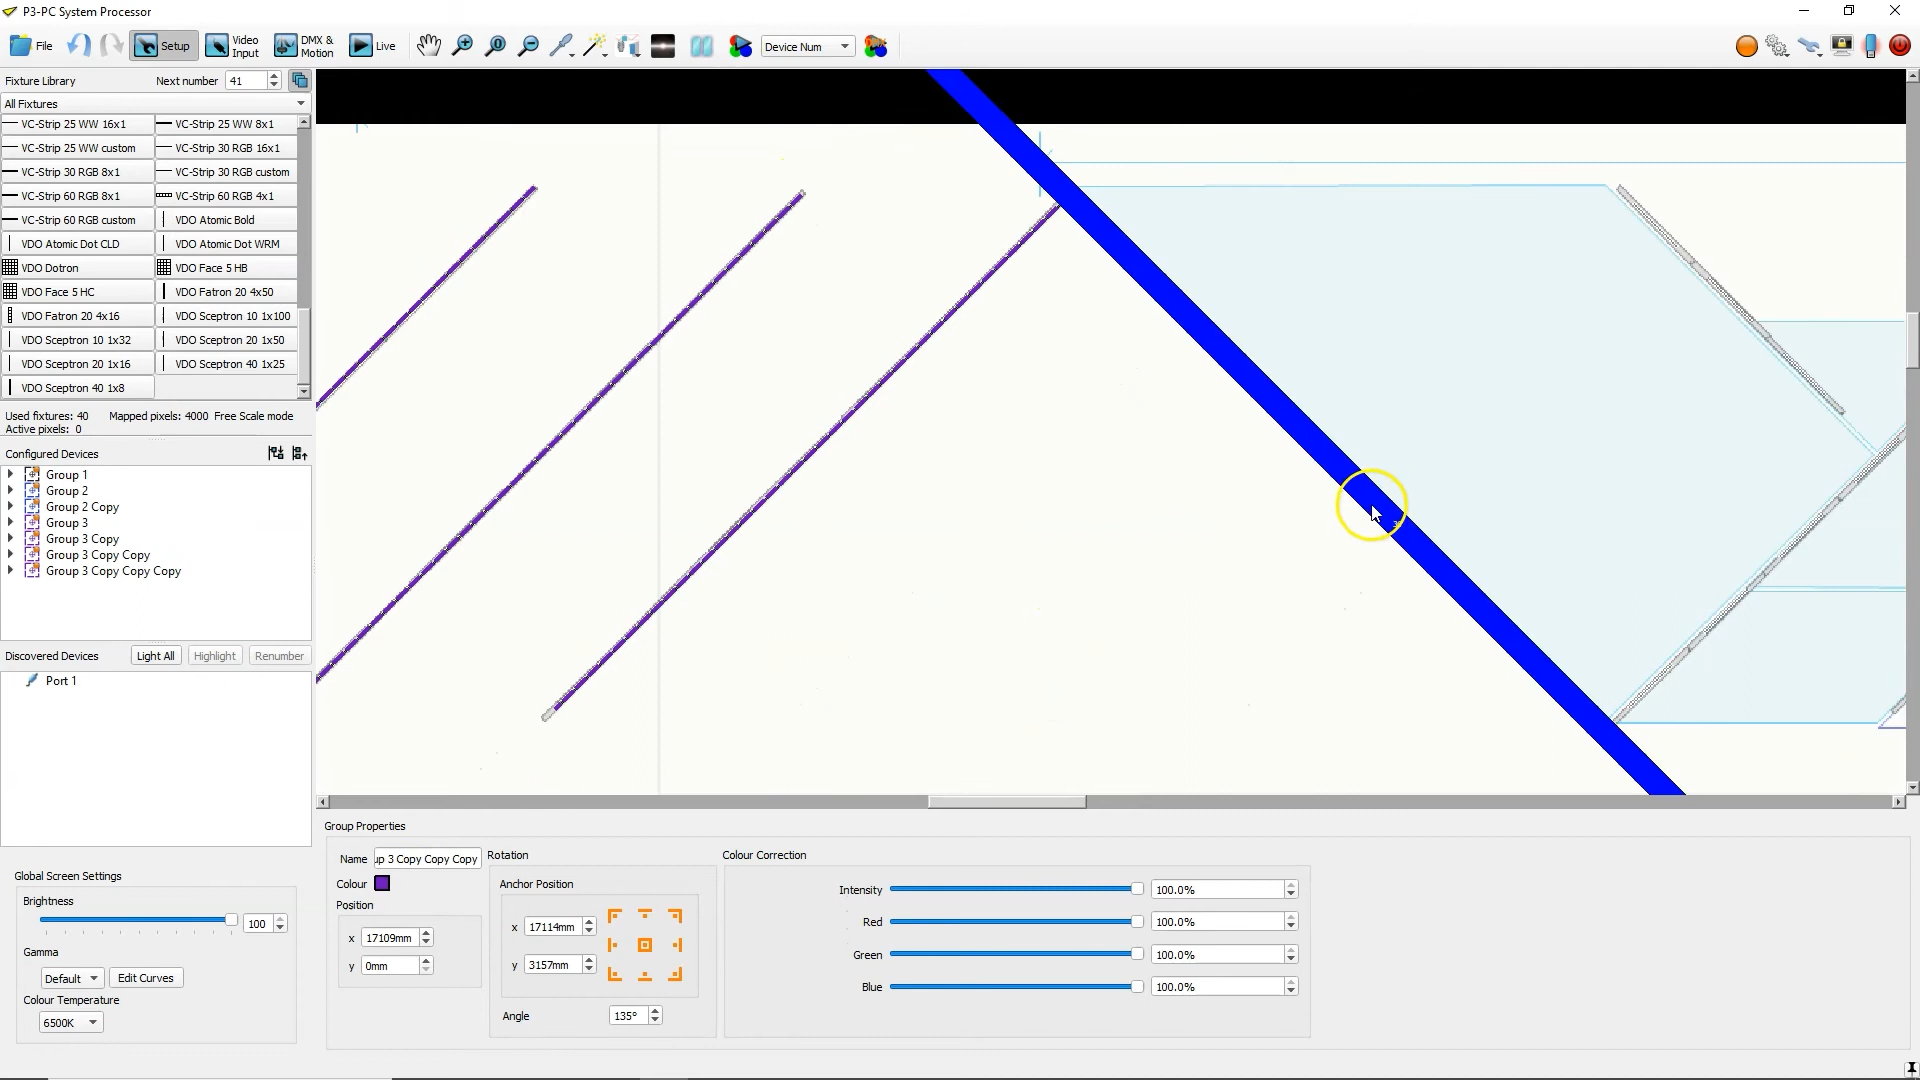 P3-PC System Processor
File
Setup
Video Input
DMX & Motion
Live
Device Num
Fixture Library
Next number
41
All Fixtures
VC-Strip 25 WW 16x1
VC-Strip 25 WW 8x1
VC-Strip 25 WW custom
VC-Strip 30 RGB 16x1
VC-Strip 30 RGB 8x1
VC-Strip 30 RGB custom
VC-Strip 60 RGB 8x1
VC-Strip 60 RGB 4x1
VC-Strip 60 RGB custom
VDO Atomic Bold
VDO Atomic Dot CLD
VDO Atomic Dot WRM
VDO Dotron
VDO Face 5 HB
VDO Face 5 HC
VDO Fatron 20 4x50
VDO Fatron 20 4x16
VDO Sceptron 10 1x100
VDO Sceptron 10 1x32
VDO Sceptron 20 1x50
VDO Sceptron 20 1x16
VDO Sceptron 40 1x25
VDO Sceptron 40 1x8
Used fixtures: 40
Mapped pixels: 4000
Free Scale mode
Active pixels: 0
Configured Devices
Group 1
Group 2
Group 2 Copy
Group 3
Group 3 Copy
Group 3 Copy Copy
Group 3 Copy Copy Copy
Discovered Devices
Light All
Highlight
Renumber
Port 1
Global Screen Settings
Brightness
100
Gamma
Default
Edit Curves
Colour Temperature
6500K
Group Properties
Name
up 3 Copy Copy Copy
Colour
Position
x 17109mm
y 0mm
Rotation
Anchor Position
x 17114mm
y 3157mm
Angle
135°
Colour Correction
Intensity
100.0%
Red
100.0%
Green
100.0%
Blue
100.0%